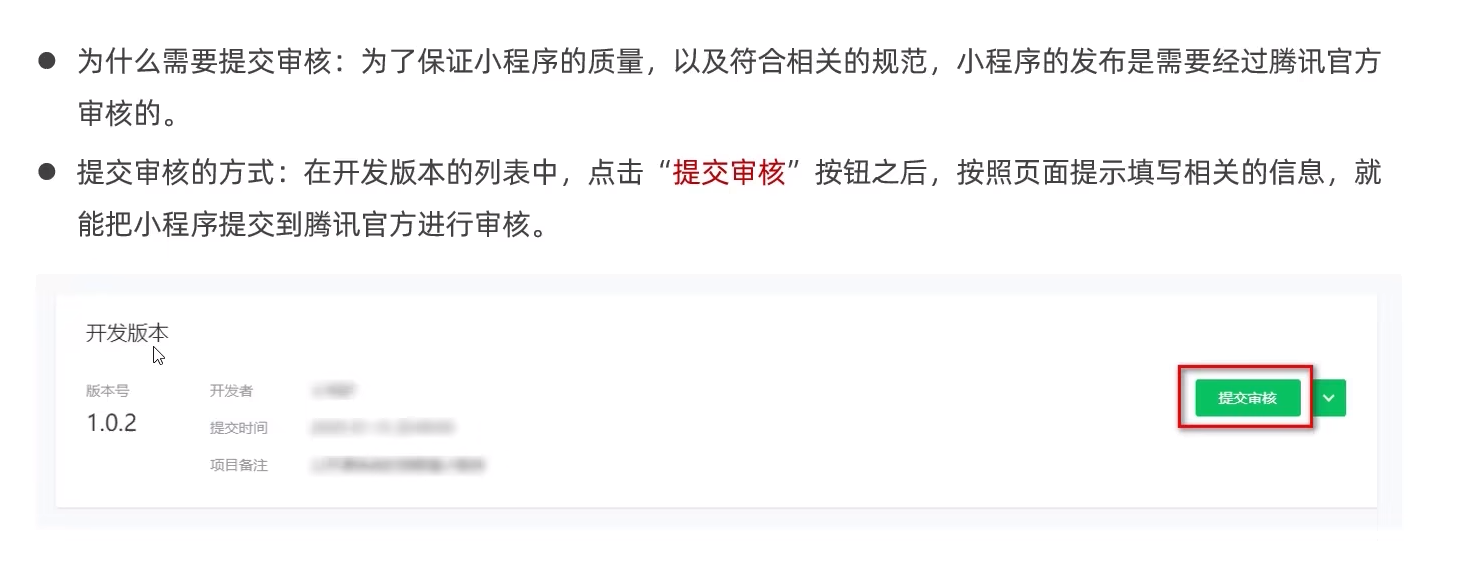 ● 为什么需要提交审核：为了保证小程序的质量，以及符合相关的规范，小程序的发布是需要经过腾讯官方
审核的。
● 提交审核的方式：在开发版本的列表中，点击“提交审核”按钮之后，按照页面提示填写相关的信息，就
能把小程序提交到腾讯官方进行审核。
开发版本
版本号
1.0.2
开发者
提交时间
项目备注
提交审核